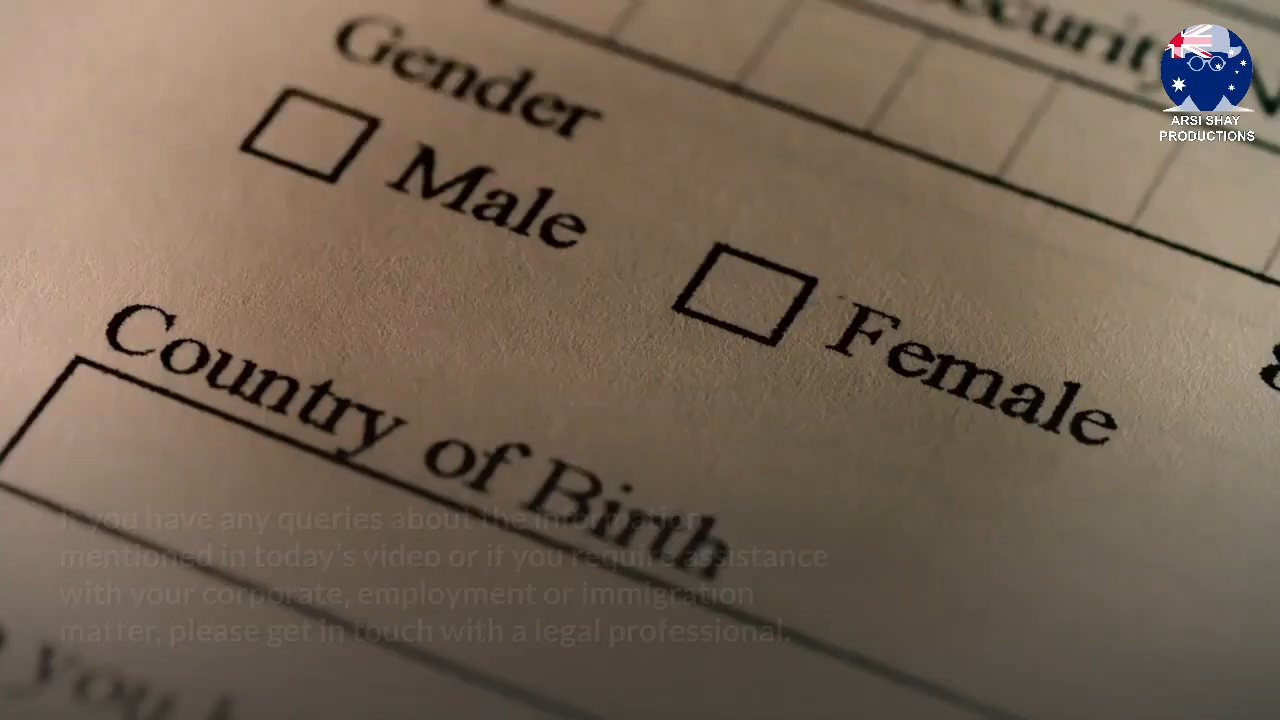 Security N
Gender
Male
Female
Country of Birth
you
If you have any queries about the information
mentioned in today's video or if you require assistance
with your corporate, employment or immigration
matter, please get in touch with a legal professional.
ARSI SHAY
PRODUCTIONS